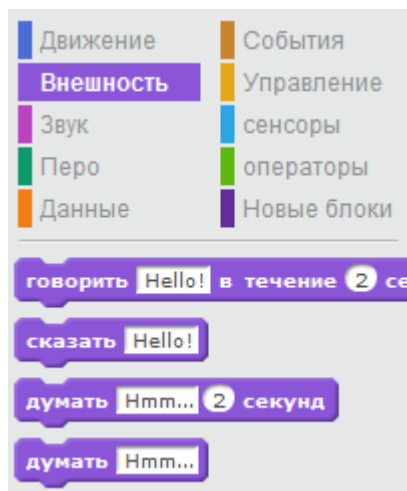 Движение События
Внешность Управление
Звук сенсоры
Перо операторы
Данные Новые блоки
говорить Hello! в течение 2 се
сказать Hello!
думать Hmm... 2 секунд
думать Hmm...